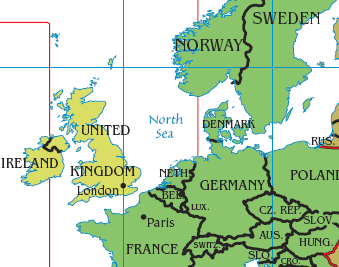 SWEDEN
NORWAY
North
Sea
DENMARK
UNITED
KINGDOM
RUS.
IRELAND
London
NETH.
BEL.
GERMANY
POLAND
LUX.
Paris
CZ. REP.
SLOV.
FRANCE
SWITZ.
AUS.
HUNG.
SLO.
CRO.